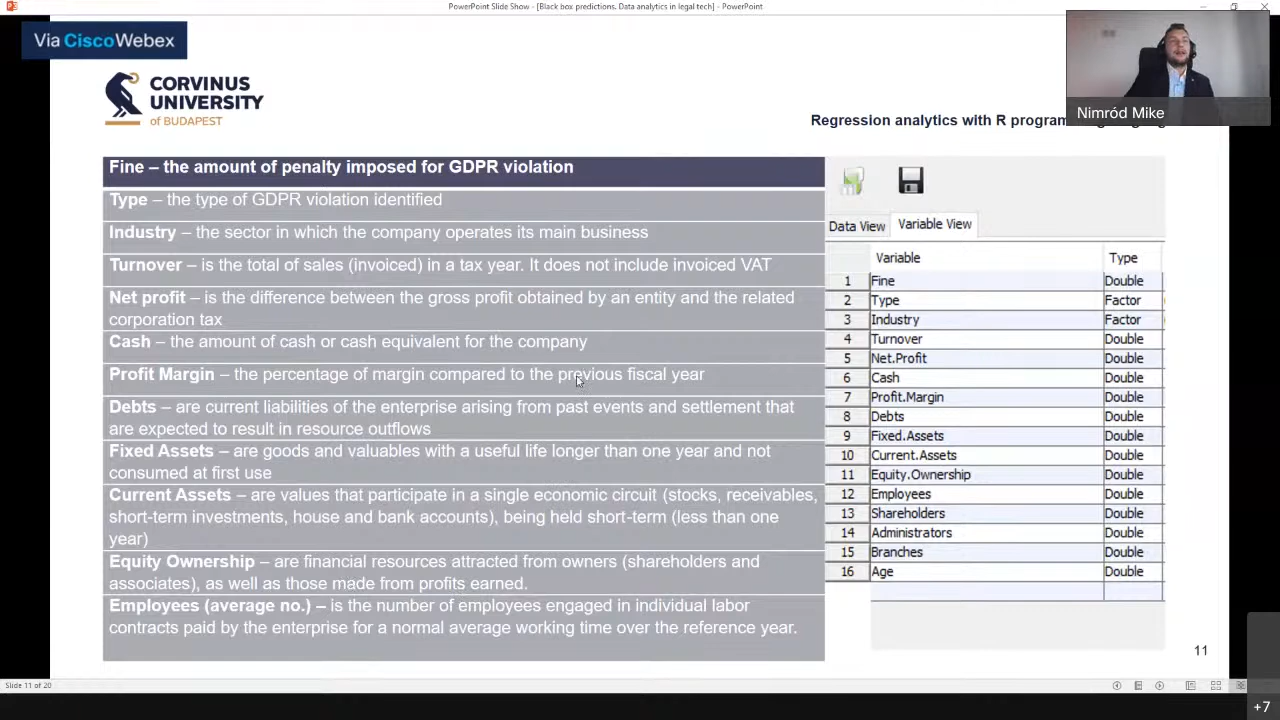 PowerPoint Slide Show - [Black box predictions. Data analytics in legal tech] - PowerPoint
Via CiscoWebex
CORVINUS
UNIVERSITY
of BUDAPEST
Nimród Mike
Regression analytics with R
Fine – the amount of penalty imposed for GDPR violation
Type – the type of GDPR violation identified
Industry – the sector in which the company operates its main business
Turnover – is the total of sales (invoiced) in a tax year. It does not include invoiced VAT
Net profit – is the difference between the gross profit obtained by an entity and the related
corporation tax
Cash – the amount of cash or cash equivalent for the company
Profit Margin – the percentage of margin compared to the previous fiscal year
Debts – are current liabilities of the enterprise arising from past events and settlement that
are expected to result in resource outflows
Fixed Assets – are goods and valuables with a useful life longer than one year and not
consumed at first use
Current Assets – are values that participate in a single economic circuit (stocks, receivables,
short-term investments, house and bank accounts), being held short-term (less than one
year)
Equity Ownership – are financial resources attracted from owners (shareholders and
associates), as well as those made from profits earned.
Employees (average no.) – is the number of employees engaged in individual labor
contracts paid by the enterprise for a normal average working time over the reference year.
Data View Variable View
Variable Type
1 Fine Double
2 Type Factor
3 Industry Factor
4 Turnover Double
5 Net.Profit Double
6 Cash Double
7 Profit.Margin Double
8 Debts Double
9 Fixed.Assets Double
10 Current.Assets Double
11 Equity.Ownership Double
12 Employees Double
13 Shareholders Double
14 Administrators Double
15 Branches Double
16 Age Double
11
Slide 11 of 20
+7